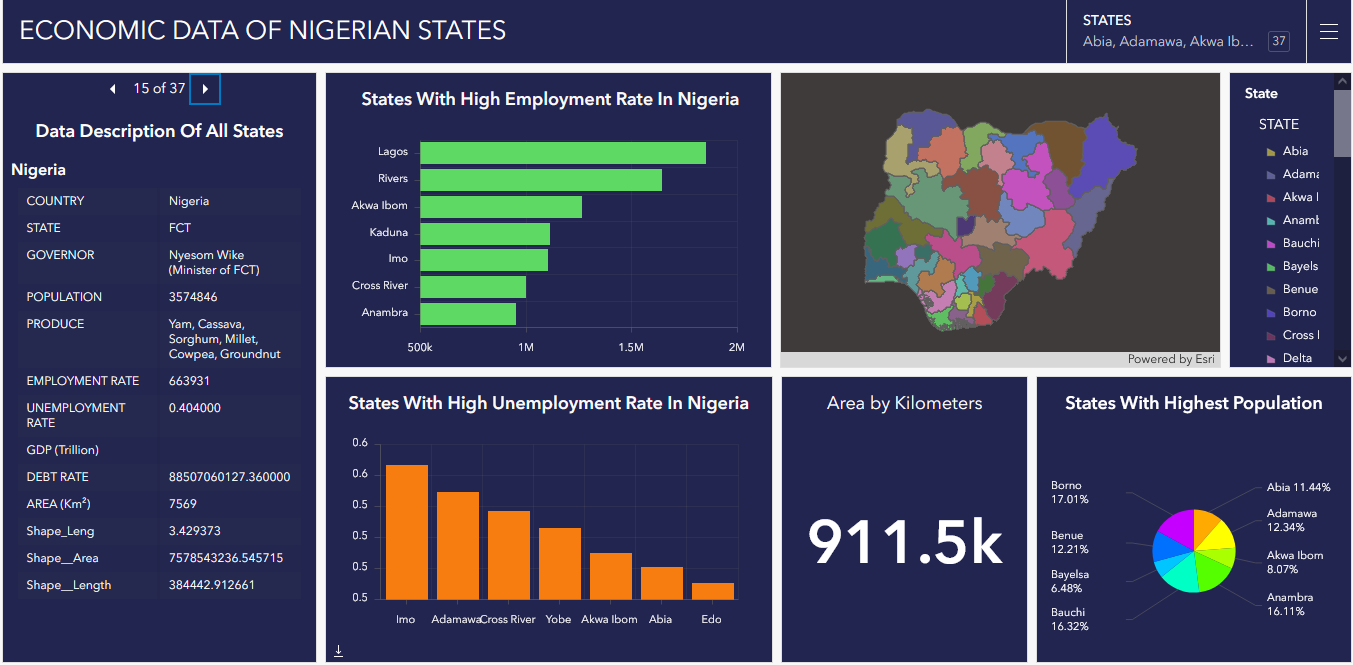 ECONOMIC DATA OF NIGERIAN STATES
STATES
Abia, Adamawa, Akwa Ib...
37
15 of 37
Data Description Of All States
Nigeria
COUNTRY Nigeria
STATE FCT
GOVERNOR Nyesom Wike
(Minister of FCT)
POPULATION 3574846
PRODUCE Yam, Cassava,
Sorghum, Millet,
Cowpea, Groundnut
EMPLOYMENT RATE 663931
UNEMPLOYMENT 0.404000
RATE
GDP (Trillion)
DEBT RATE 88507060127.360000
AREA (Km²) 7569
Shape_Leng 3.429373
Shape__Area 7578543236.545715
Shape__Length 384442.912661
States With High Employment Rate In Nigeria
Lagos
Rivers
Akwa Ibom
Kaduna
Imo
Cross River
Anambra
500k 1M 1.5M 2M
Powered by Esri
State
STATE
Abia
Adama
Akwa I
Anamb
Bauchi
Bayels
Benue
Borno
Cross I
Delta
States With High Unemployment Rate In Nigeria
0.6
0.6
0.5
0.5
0.5
0.5
Imo Adamawa Cross River Yobe Akwa Ibom Abia Edo
Area by Kilometers
911.5k
States With Highest Population
Borno
17.01%
Benue
12.21%
Bayelsa
6.48%
Bauchi
16.32%
Abia 11.44%
Adamawa
12.34%
Akwa Ibom
8.07%
Anambra
16.11%